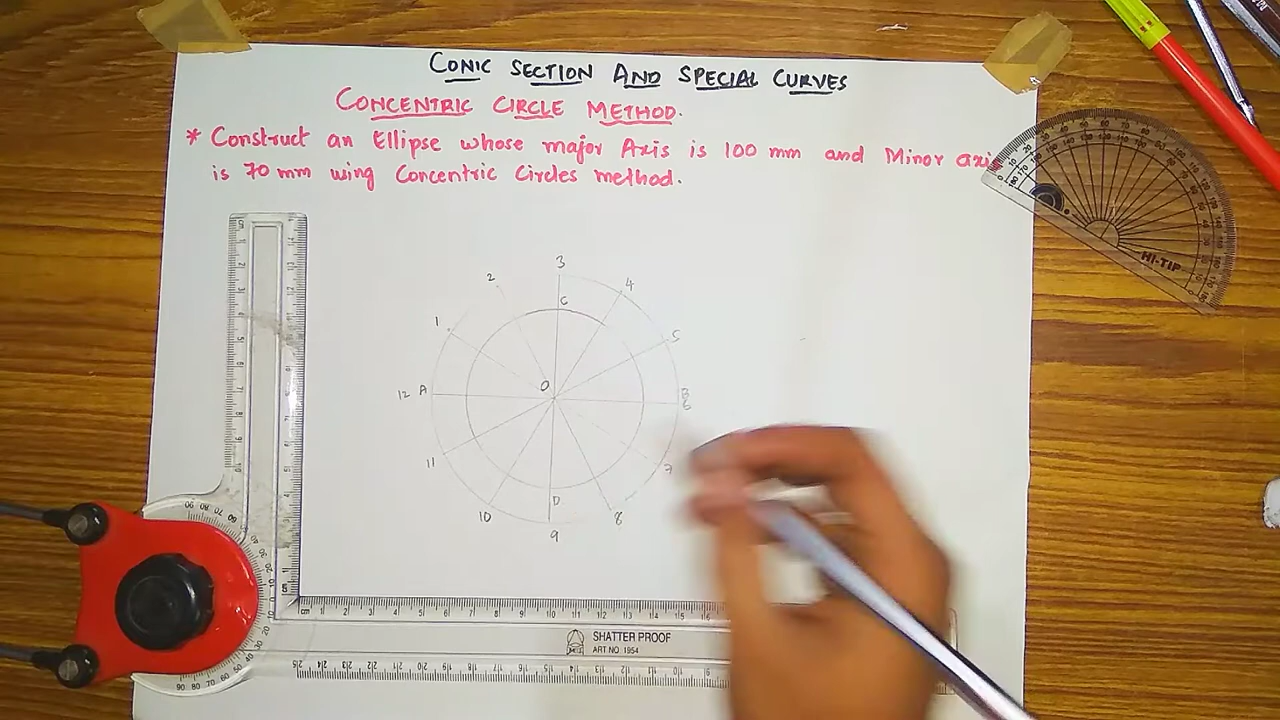 CONIC SECTION AND SPECIAL CURVES
CONCENTRIC CIRCLE METHOD.
* Construct an Ellipse whose major Axis is 100 mm and Minor axis
is 70 mm using Concentric Circles method.
3
2
4
C
1
5
O
12 A
B
6
11
7
D
10
8
9
HI-TIP
SHATTER PROOF
ART NO 1954